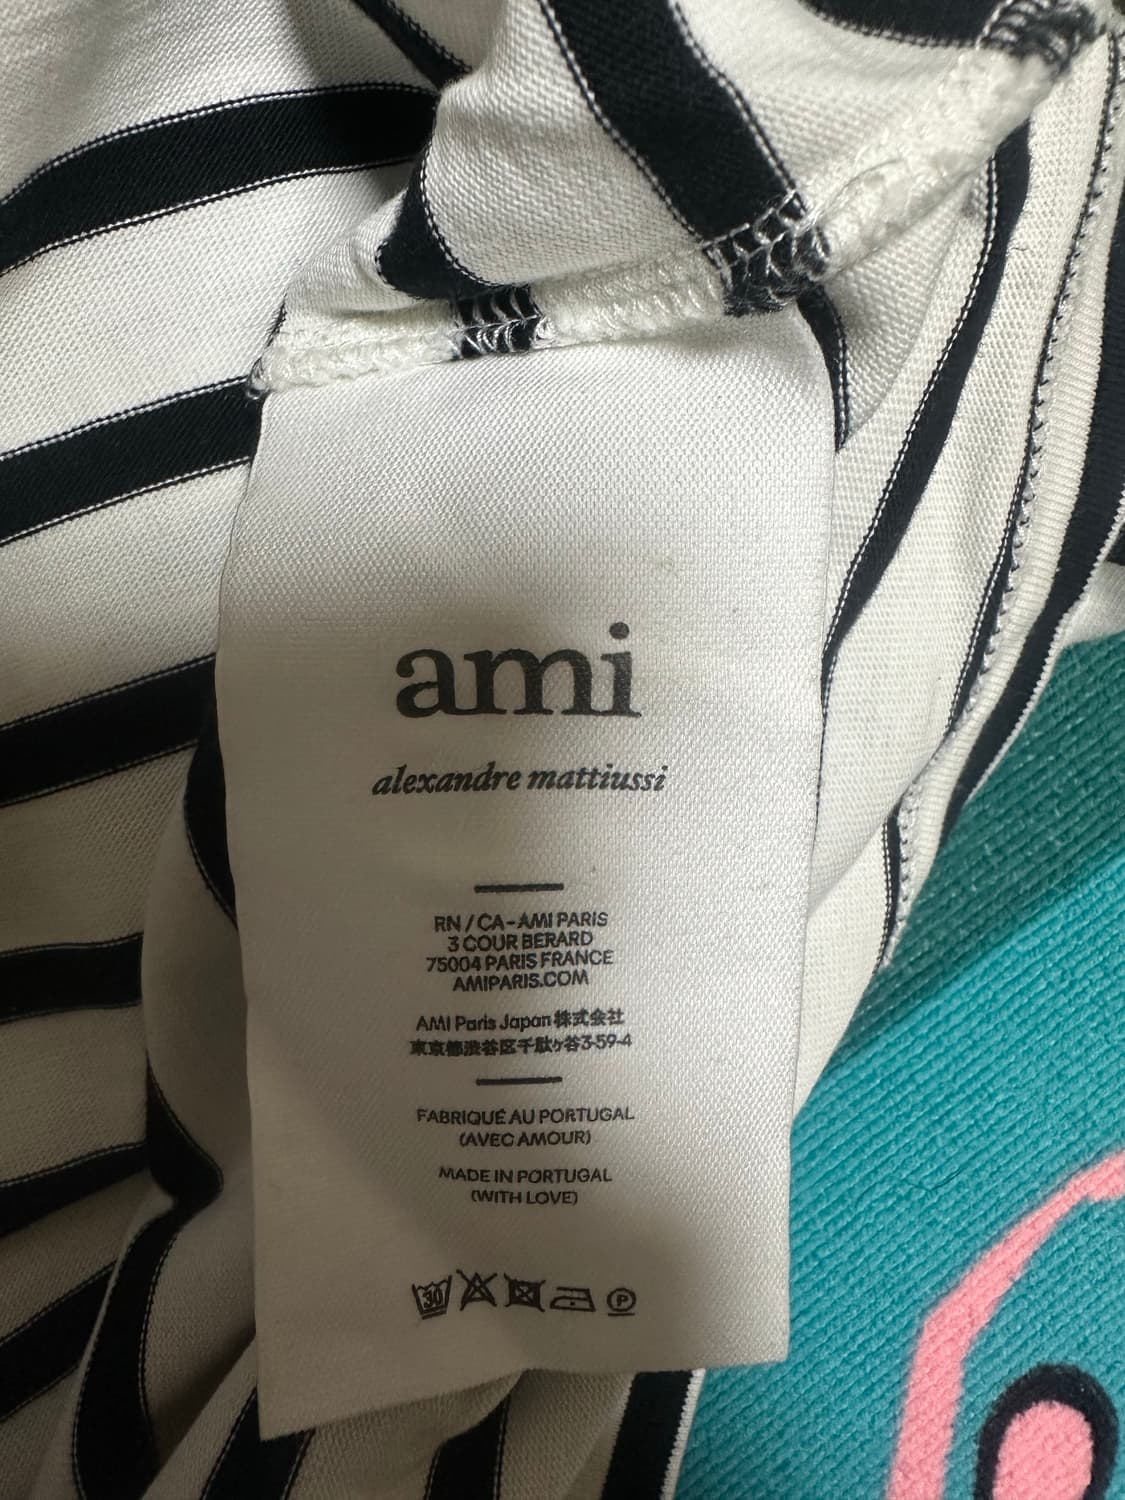 ami
alexandre mattiussi
RN / CA-AMI PARIS
3 COUR BERARD
75004 PARIS FRANCE
AMIPARIS.COM
AMI Paris Japan 株式会社
東京都渋谷区千駄ヶ谷3-59-4
FABRIQUÉ AU PORTUGAL
(AVEC AMOUR)
MADE IN PORTUGAL
(WITH LOVE)
30 P